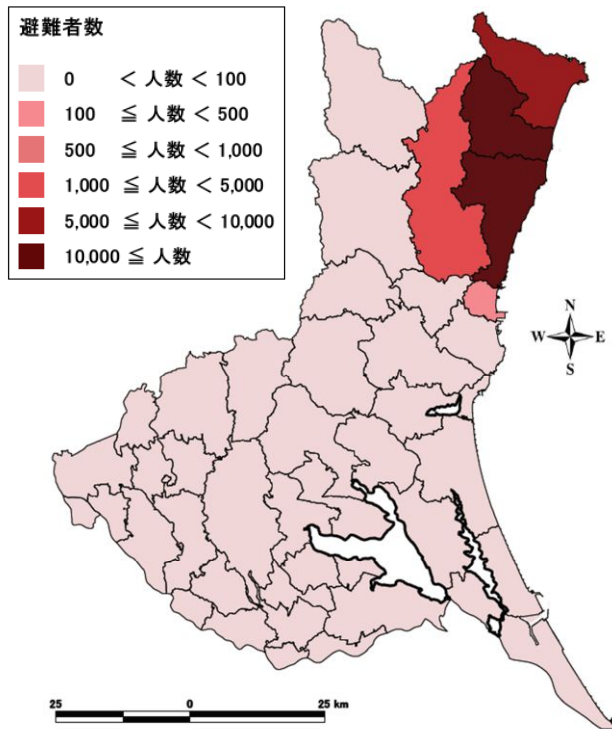 避難者数
0 < 人数 < 100
100 ≦ 人数 < 500
500 ≦ 人数 < 1,000
1,000 ≦ 人数 < 5,000
5,000 ≦ 人数 < 10,000
10,000 ≦ 人数
N
W E
S
25 0 25 km